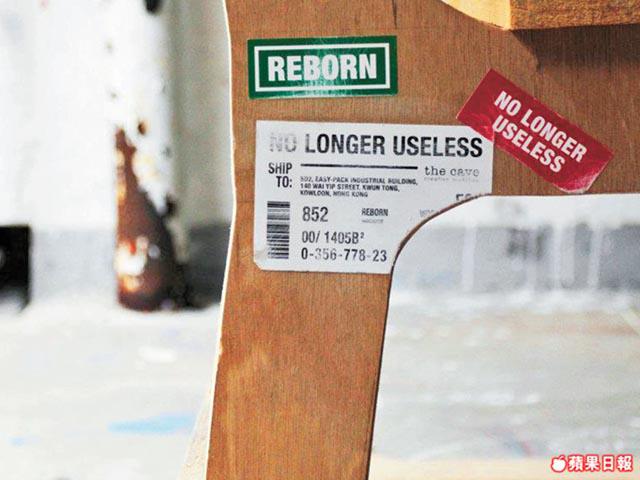 REBORN
NO LONGER USELESS
NO LONGER USELESS
SHIP TO:
502, EASY-PACK INDUSTRIAL BUILDING,
140 WAI YIP STREET, KWUN TONG,
KOWLOON, HONG KONG
the cave
852
REBORN
00/ 1405B²
0-356-778-23
蘋果日報